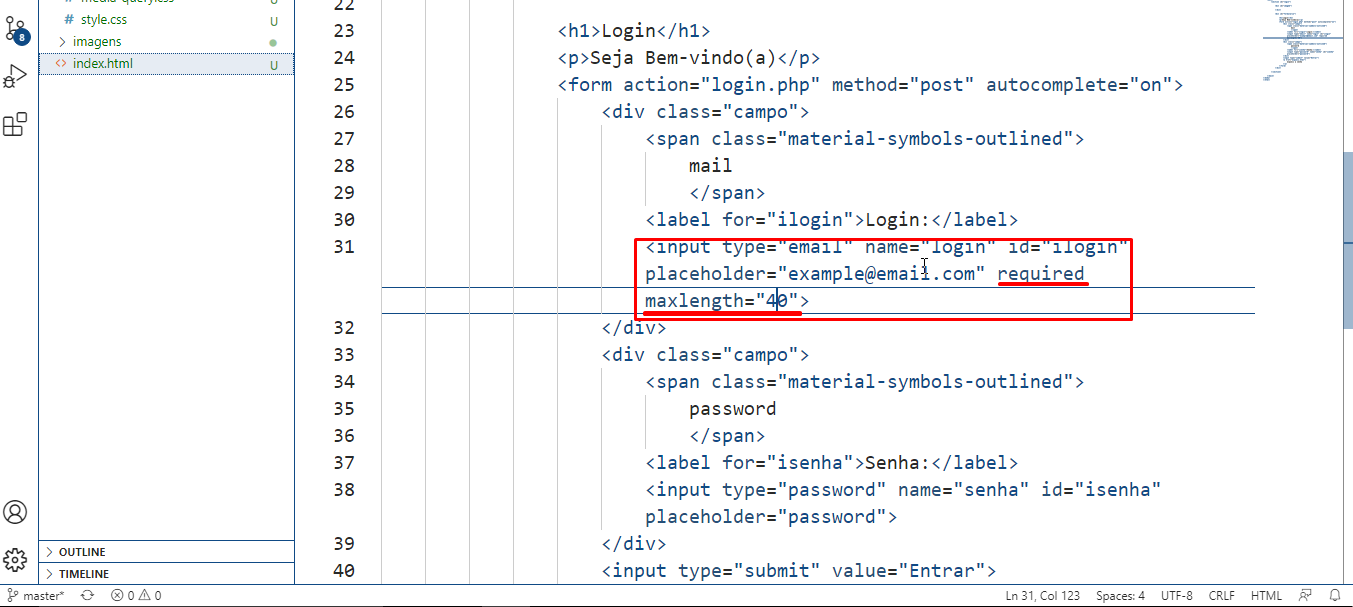 media-query.css U
# style.css U
> imagens
<> index.html U
8
> OUTLINE
> TIMELINE
22
23 <h1>Login</h1>
24 <p>Seja Bem-vindo(a)</p>
25 <form action="login.php" method="post" autocomplete="on">
26 <div class="campo">
27 <span class="material-symbols-outlined">
28 mail
29 </span>
30 <label for="ilogin">Login:</label>
31 <input type="email" name="login" id="ilogin"
placeholder="example@email.com" required
maxlength="40">
32 </div>
33 <div class="campo">
34 <span class="material-symbols-outlined">
35 password
36 </span>
37 <label for="isenha">Senha:</label>
38 <input type="password" name="senha" id="isenha"
placeholder="password">
39 </div>
40 <input type="submit" value="Entrar">
master* 0 0 Ln 31, Col 123 Spaces: 4 UTF-8 CRLF HTML